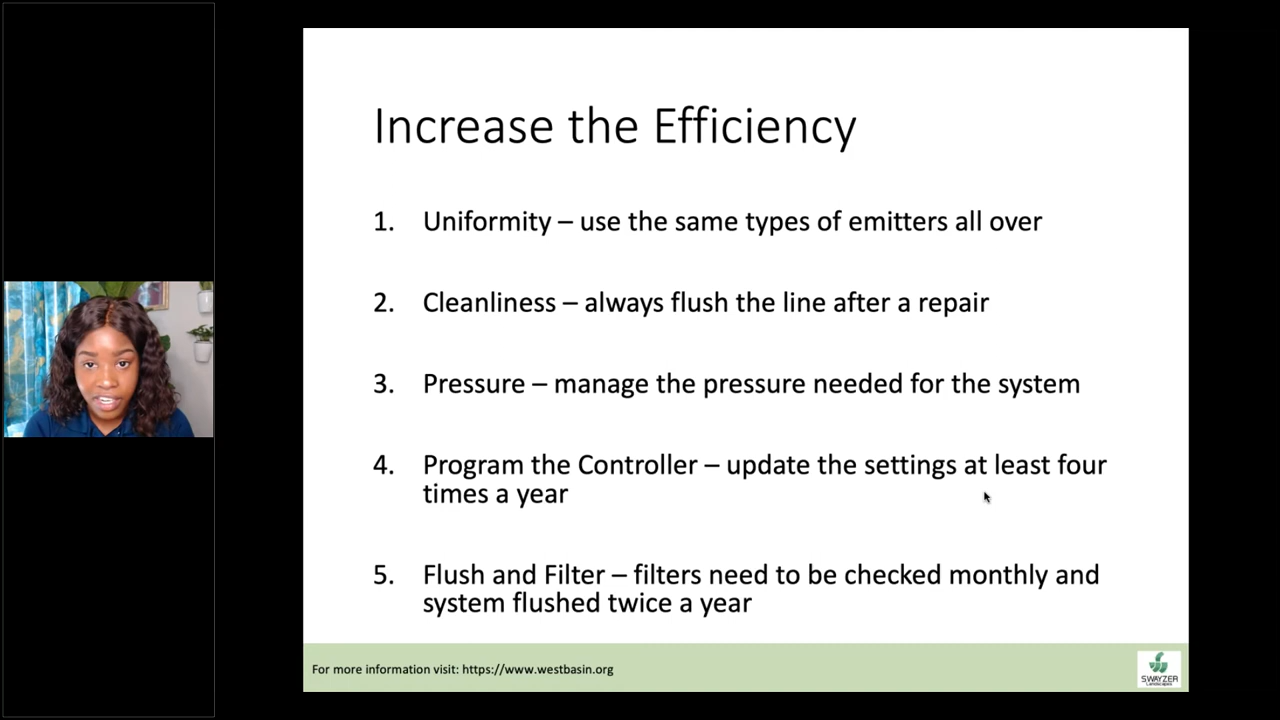 Increase the Efficiency
1. Uniformity – use the same types of emitters all over
2. Cleanliness – always flush the line after a repair
3. Pressure – manage the pressure needed for the system
4. Program the Controller – update the settings at least four
times a year
5. Flush and Filter – filters need to be checked monthly and
system flushed twice a year
For more information visit: https://www.westbasin.org
SWAYZER
Landscapes